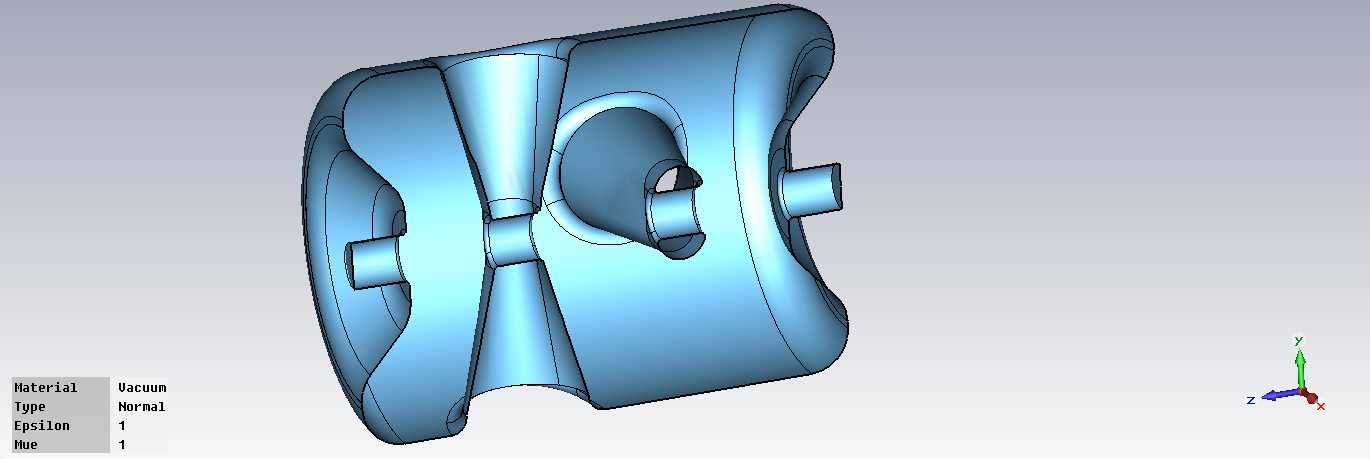 y
z
x
Material Vacuum
Type Normal
Epsilon 1
Mue 1